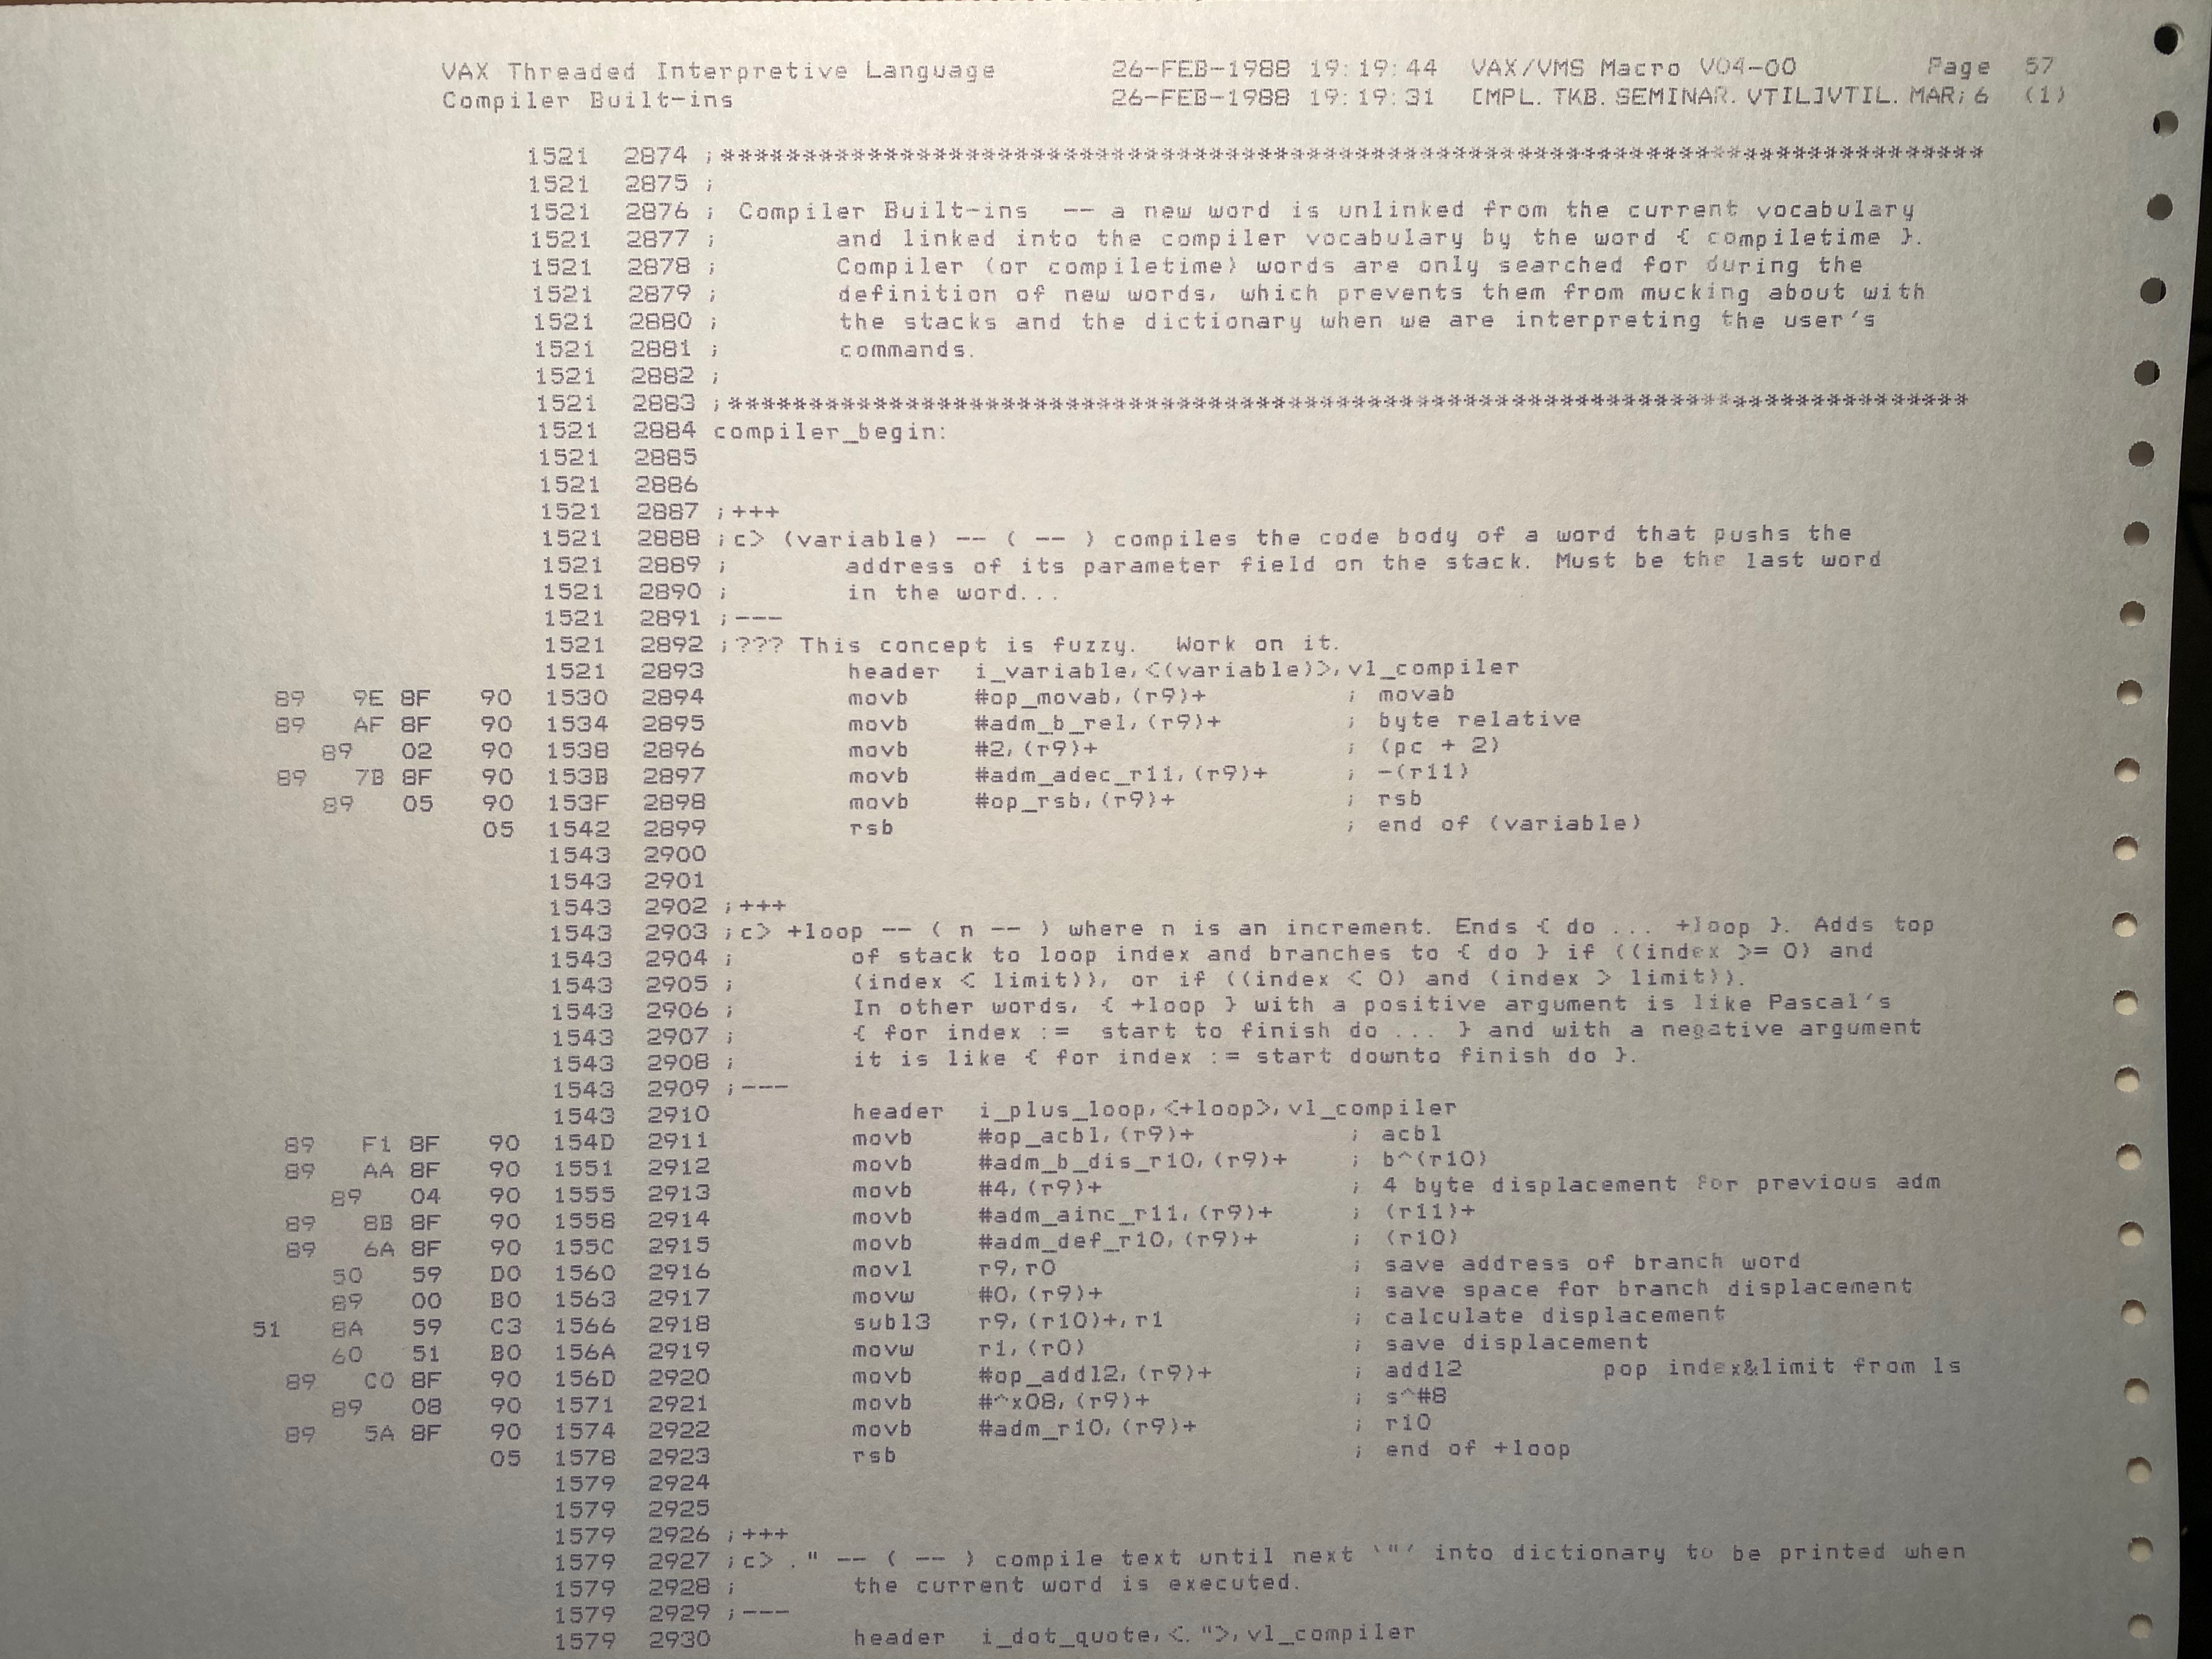 VAX Threaded Interpretive Language 26-FEB-1988 19:19:44 VAX/VMS Macro V04-00 Page 57
Compiler Built-ins 26-FEB-1988 19:19:31 [MPL.TKB.SEMINAR.VTIL]VTIL.MAR;6 (1)
1521 2874 ;******************************************************************************
1521 2875 ;
1521 2876 ; Compiler Built-ins -- a new word is unlinked from the current vocabulary
1521 2877 ; and linked into the compiler vocabulary by the word { compiletime }.
1521 2878 ; Compiler (or compiletime) words are only searched for during the
1521 2879 ; definition of new words, which prevents them from mucking about with
1521 2880 ; the stacks and the dictionary when we are interpreting the user's
1521 2881 ; commands.
1521 2882 ;
1521 2883 ;*****************************************************************************
1521 2884 compiler_begin:
1521 2885
1521 2886
1521 2887 ;+++
1521 2888 ;c> (variable) -- ( -- ) compiles the code body of a word that pushs the
1521 2889 ; address of its parameter field on the stack. Must be the last word
1521 2890 ; in the word...
1521 2891 ;---
1521 2892 ;??? This concept is fuzzy. Work on it.
1521 2893 header i_variable,<(variable)>,vl_compiler
89 9E 8F 90 1530 2894 movb #op_movab,(r9)+ ; movab
89 AF 8F 90 1534 2895 movb #adm_b_rel,(r9)+ ; byte relative
89 02 90 1538 2896 movb #2,(r9)+ ; (pc + 2)
89 7B 8F 90 153B 2897 movb #adm_adec_r11,(r9)+ ; -(r11)
89 05 90 153F 2898 movb #op_rsb,(r9)+ ; rsb
05 1542 2899 rsb ; end of (variable)
1543 2900
1543 2901
1543 2902 ;+++
1543 2903 ;c> +loop -- ( n -- ) where n is an increment. Ends { do ... +loop }. Adds top
1543 2904 ; of stack to loop index and branches to { do } if ((index >= 0) and
1543 2905 ; (index < limit)), or if ((index < 0) and (index > limit)).
1543 2906 ; In other words, { +loop } with a positive argument is like Pascal's
1543 2907 ; { for index := start to finish do ... } and with a negative argument
1543 2908 ; it is like { for index := start downto finish do }.
1543 2909 ;---
1543 2910 header i_plus_loop,<+loop>,vl_compiler
89 F1 8F 90 154D 2911 movb #op_acbl,(r9)+ ; acbl
89 AA 8F 90 1551 2912 movb #adm_b_dis_r10,(r9)+ ; b^(r10)
89 04 90 1555 2913 movb #4,(r9)+ ; 4 byte displacement for previous adm
89 8B 8F 90 1558 2914 movb #adm_ainc_r11,(r9)+ ; (r11)+
89 6A 8F 90 155C 2915 movb #adm_def_r10,(r9)+ ; (r10)
50 59 D0 1560 2916 movl r9,r0 ; save address of branch word
89 00 B0 1563 2917 movw #0,(r9)+ ; save space for branch displacement
51 8A 59 C3 1566 2918 subl3 r9,(r10)+,r1 ; calculate displacement
60 51 B0 156A 2919 movw r1,(r0) ; save displacement
89 C0 8F 90 156D 2920 movb #op_addl2,(r9)+ ; addl2 pop index&limit from ls
89 08 90 1571 2921 movb #^x08,(r9)+ ; s^#8
89 5A 8F 90 1574 2922 movb #adm_r10,(r9)+ ; r10
05 1578 2923 rsb ; end of +loop
1579 2924
1579 2925
1579 2926 ;+++
1579 2927 ;c> ." -- ( -- ) compile text until next `"' into dictionary to be printed when
1579 2928 ; the current word is executed.
1579 2929 ;---
1579 2930 header i_dot_quote,<.">,vl_compiler